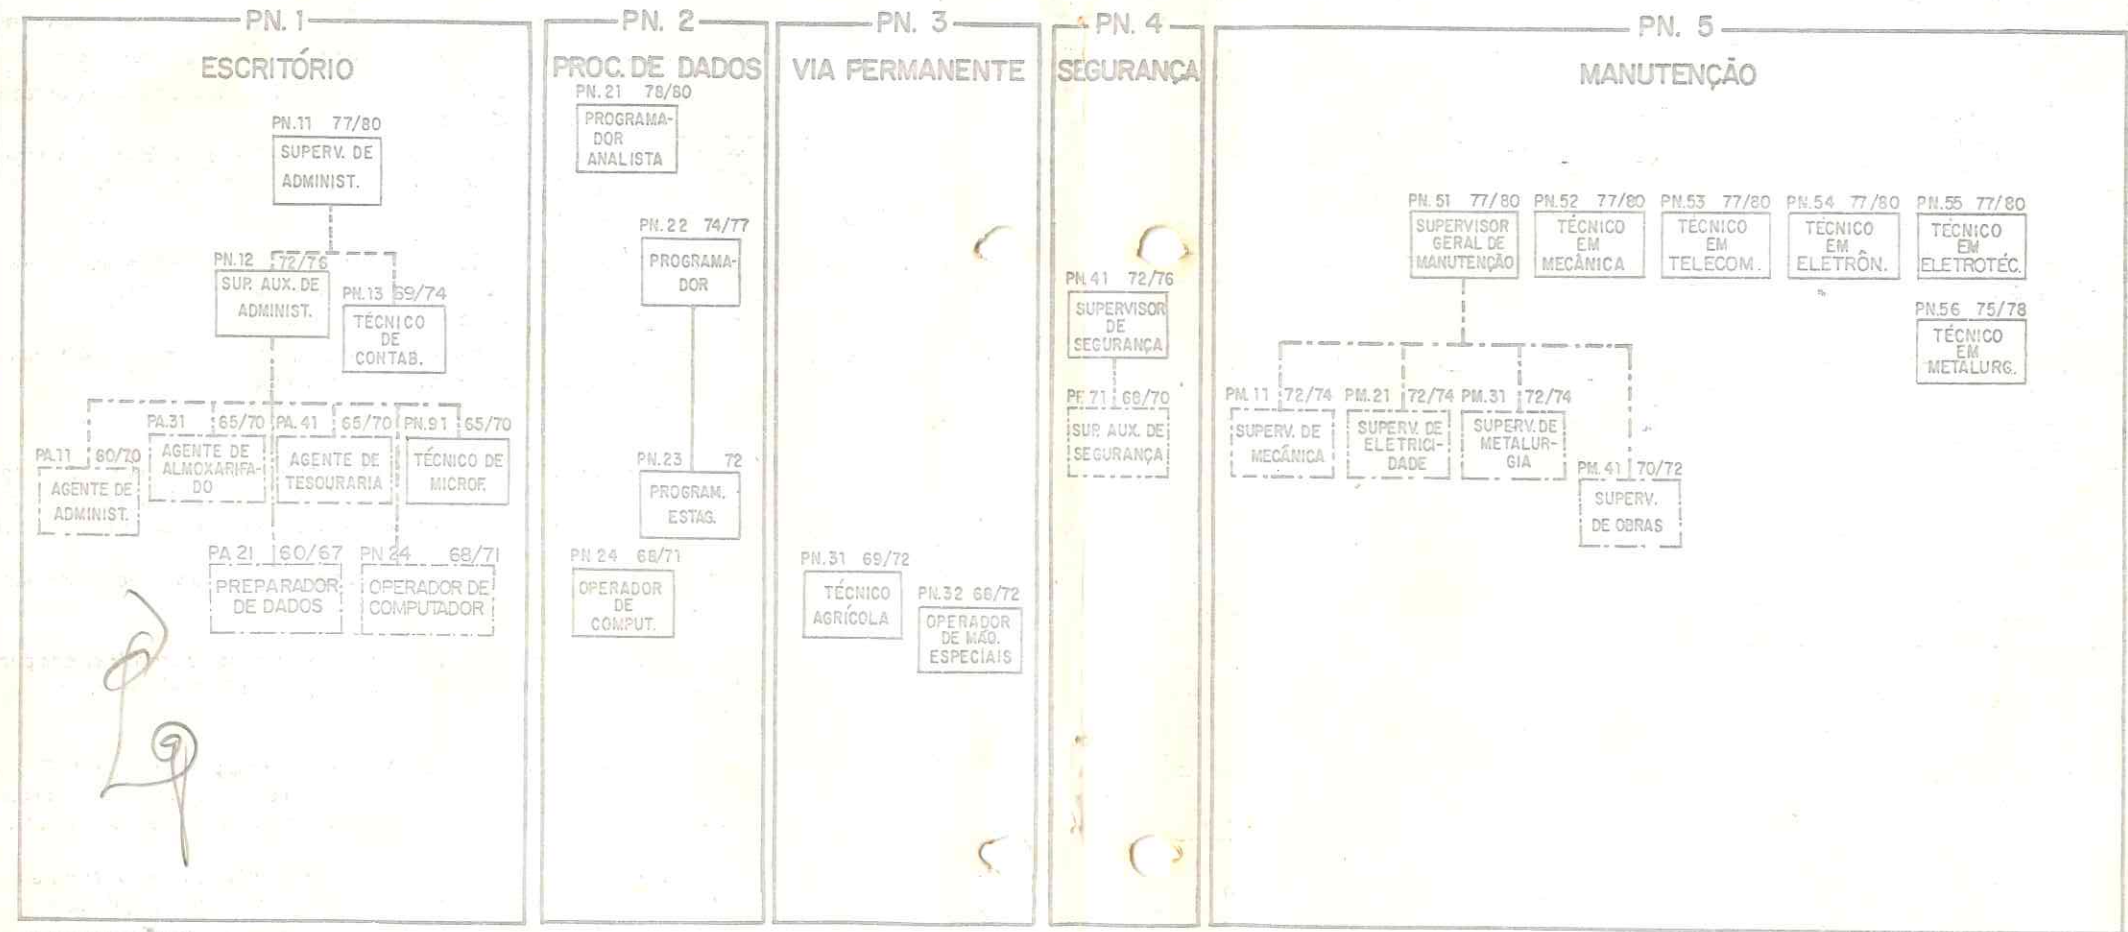 PN. 1
ESCRITÓRIO
PN.11 77/80
SUPERV. DE
ADMINIST.
PN.12 72/76
SUP. AUX. DE
ADMINIST.
PN.13 69/74
TÉCNICO
DE
CONTAB.
PA.11 60/70
AGENTE DE
ADMINIST.
PA.31 65/70
AGENTE DE
ALMOXARIFA-
DO
PA.41 65/70
AGENTE DE
TESOURARIA
PN.91 65/70
TÉCNICO DE
MICROF.
PA.21 60/67
PREPARADOR
DE DADOS
PN.24 68/71
OPERADOR DE
COMPUTADOR
PN. 2
PROC. DE DADOS
PN.21 78/80
PROGRAMA-
DOR
ANALISTA
PN.22 74/77
PROGRAMA-
DOR
PN.23 72
PROGRAM.
ESTAG.
PN.24 68/71
OPERADOR
DE
COMPUT.
PN. 3
VIA PERMANENTE
PN.31 69/72
TÉCNICO
AGRÍCOLA
PN.32 68/72
OPERADOR
DE MÁQ.
ESPECIAIS
PN. 4
SEGURANÇA
PN.41 72/76
SUPERVISOR
DE
SEGURANÇA
PF.71 68/70
SUP. AUX. DE
SEGURANÇA
PN. 5
MANUTENÇÃO
PN.51 77/80
SUPERVISOR
GERAL DE
MANUTENÇÃO
PN.52 77/80
TÉCNICO
EM
MECÂNICA
PN.53 77/80
TÉCNICO
EM
TELECOM.
PN.54 77/80
TÉCNICO
EM
ELETRÔN.
PN.55 77/80
TÉCNICO
EM
ELETROTÉC.
PN.56 75/78
TÉCNICO
EM
METALURG.
PM.11 72/74
SUPERV. DE
MECÂNICA
PM.21 72/74
SUPERV. DE
ELETRICI-
DADE
PM.31 72/74
SUPERV. DE
METALUR-
GIA
PM.41 70/72
SUPERV.
DE OBRAS